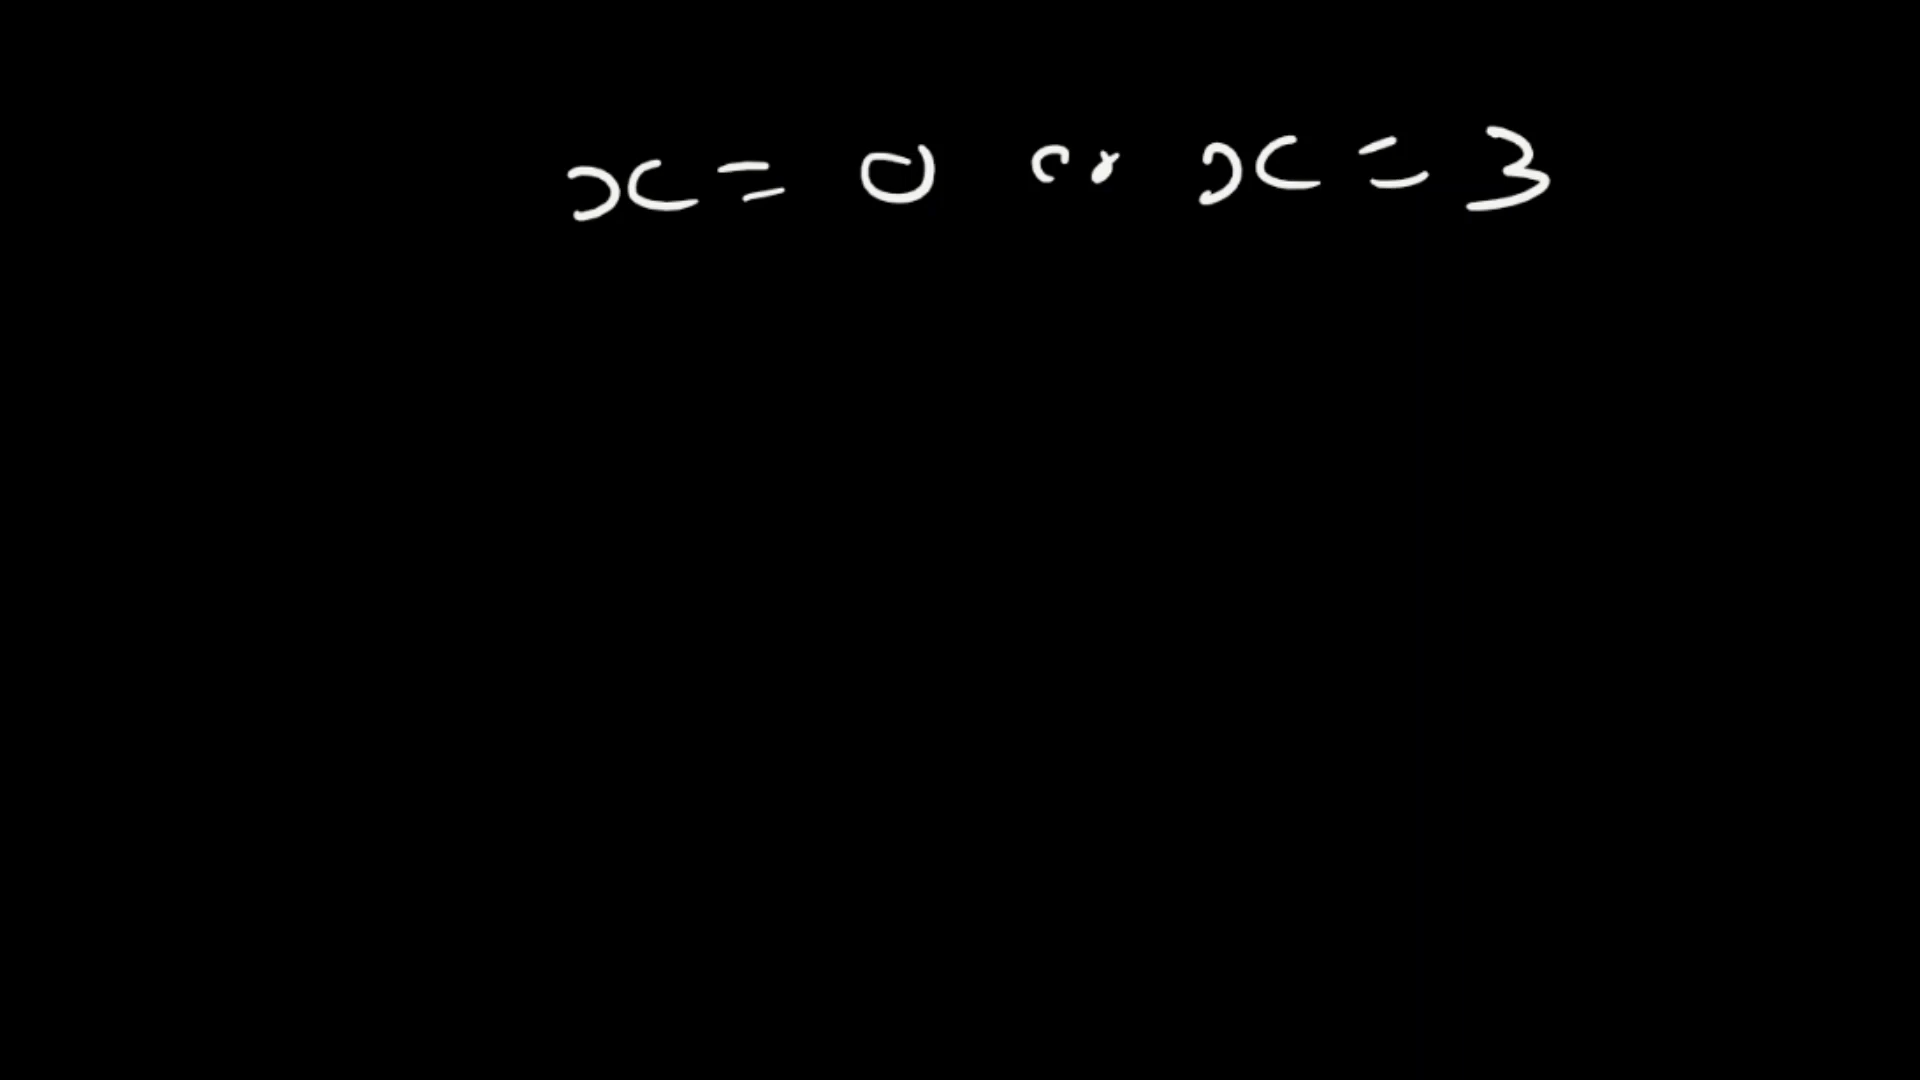 x = 0 or x = 3